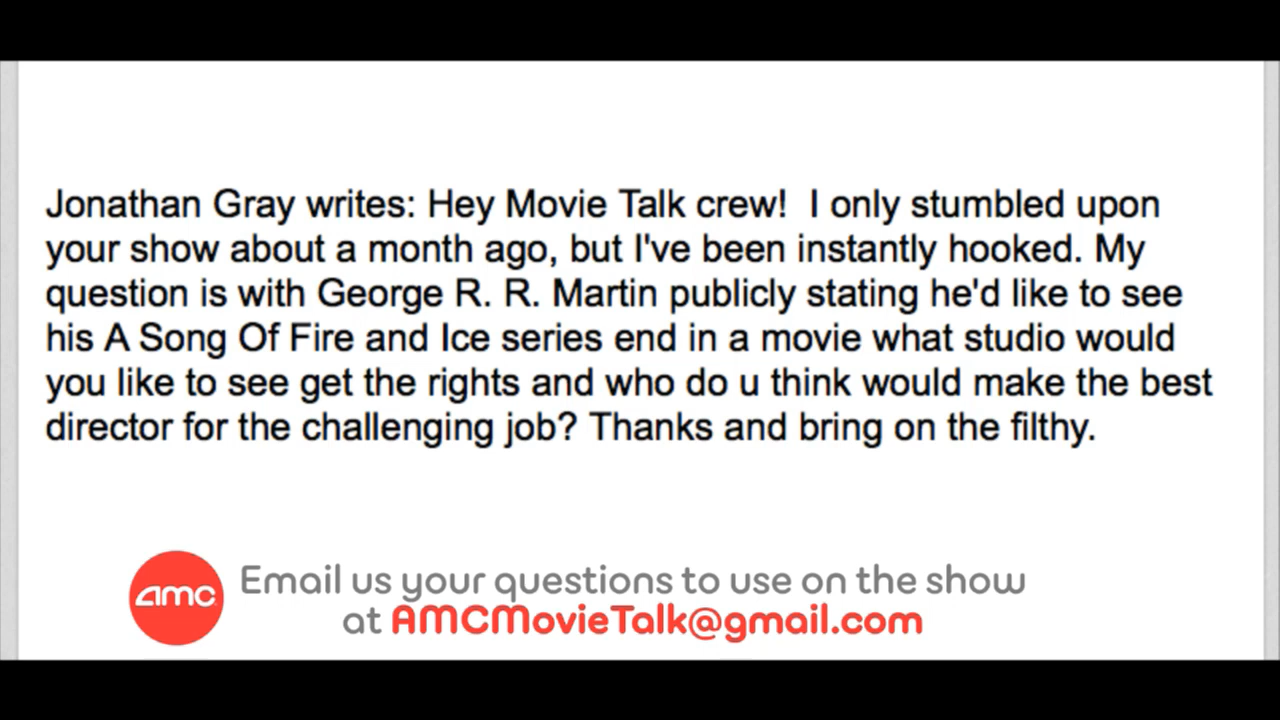 Jonathan Gray writes: Hey Movie Talk crew!  I only stumbled upon
your show about a month ago, but I've been instantly hooked. My
question is with George R. R. Martin publicly stating he'd like to see
his A Song Of Fire and Ice series end in a movie what studio would
you like to see get the rights and who do u think would make the best
director for the challenging job? Thanks and bring on the filthy.
amc
Email us your questions to use on the show
at AMCMovieTalk@gmail.com